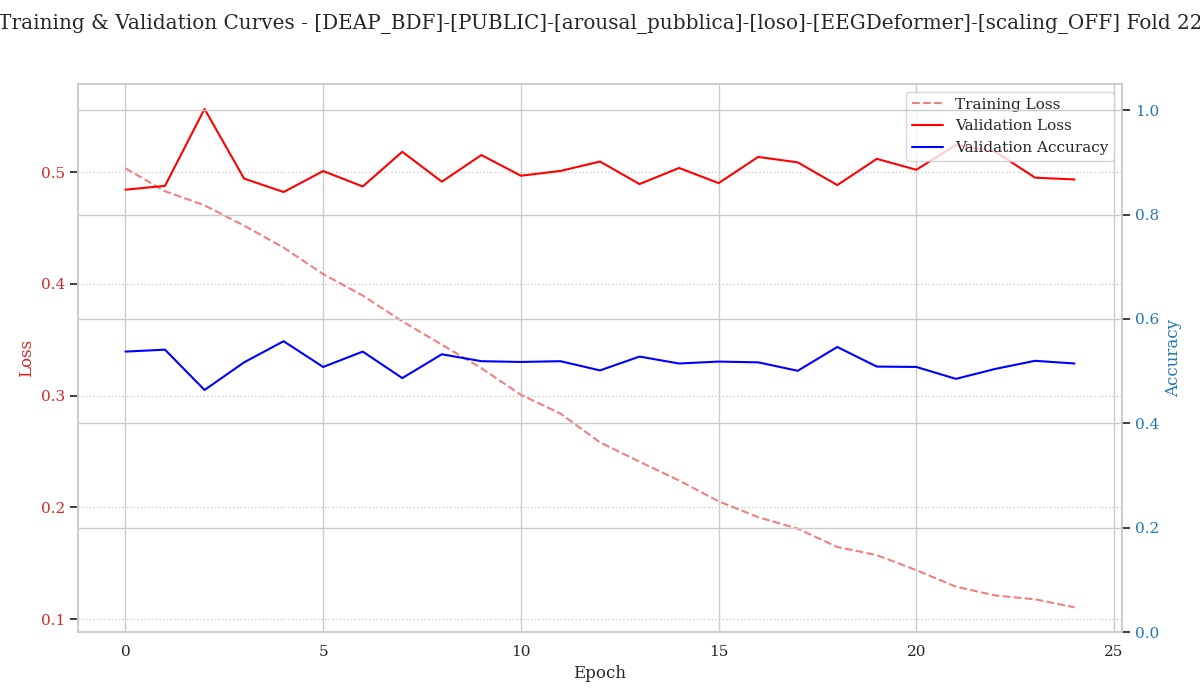 Training & Validation Curves - [DEAP_BDF]-[PUBLIC]-[arousal_pubblica]-[loso]-[EEGDeformer]-[scaling_OFF] Fold 22
Training Loss
Validation Loss
Validation Accuracy
Loss
0.5
0.4
0.3
0.2
0.1
1.0
0.8
0.6
0.4
0.2
0.0
Accuracy
0 5 10 15 20 25
Epoch